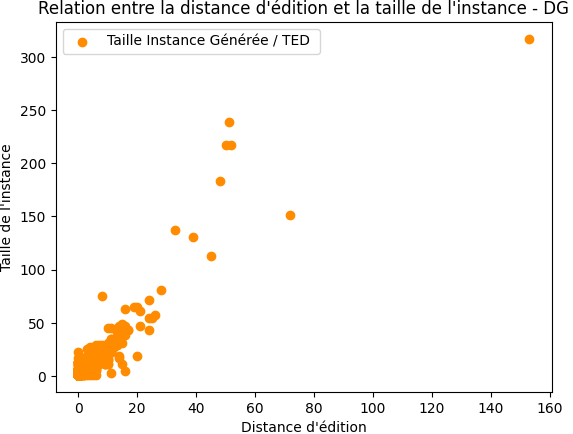 Relation entre la distance d'édition et la taille de l'instance - DG
Taille Instance Générée / TED
Taille de l'instance
300
250
200
150
100
50
0
0 20 40 60 80 100 120 140 160
Distance d'édition